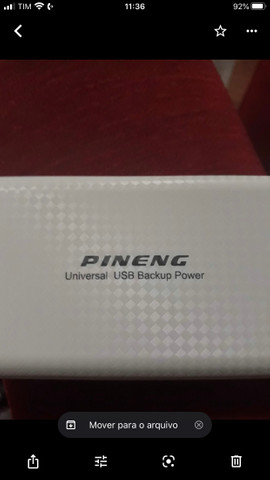 TIM 11:36 92%
PINENG
Universal USB Backup Power
Mover para o arquivo